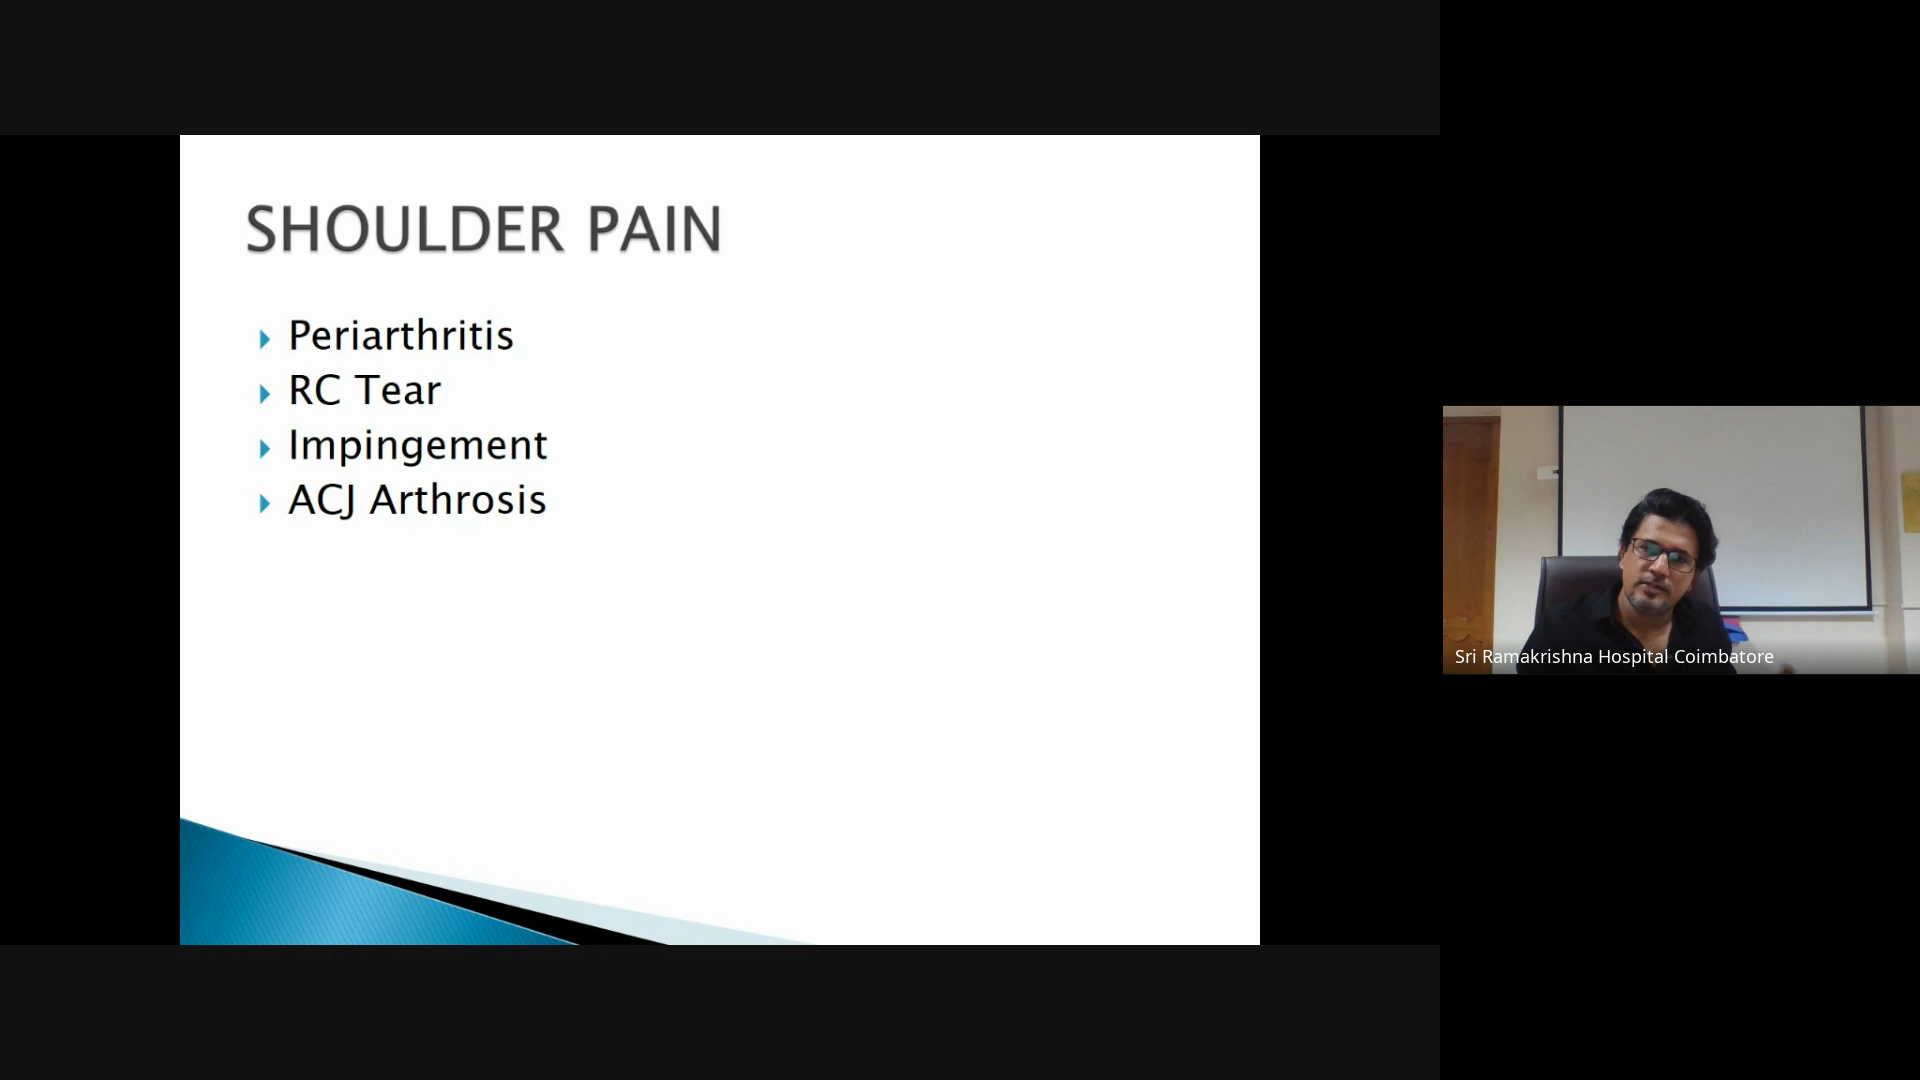 SHOULDER PAIN
Periarthritis
RC Tear
Impingement
ACJ Arthrosis
Sri Ramakrishna Hospital Coimbatore